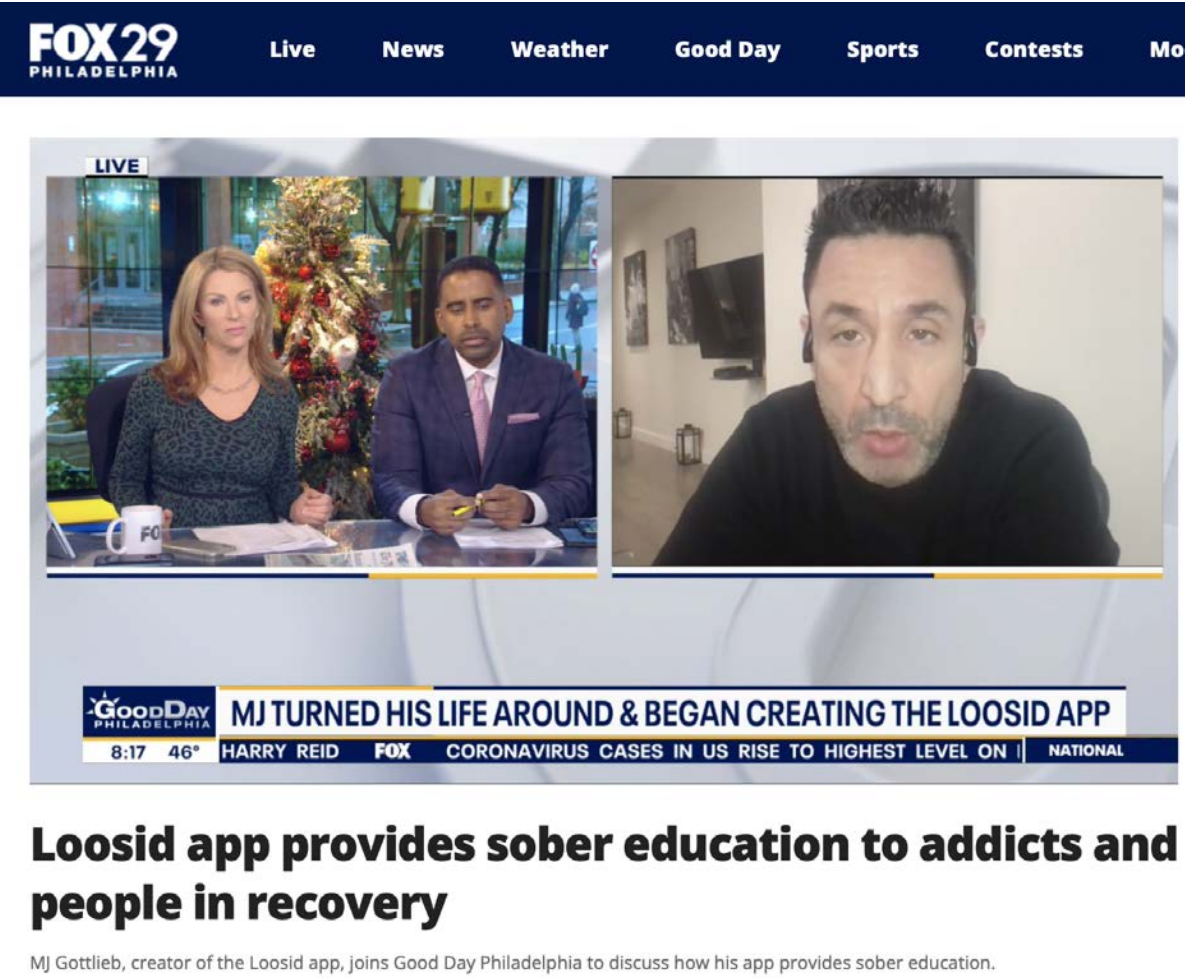 FOX 29
PHILADELPHIA
Live News Weather Good Day Sports Contests Mo
LIVE
FO
GOOD DAY
PHILADELPHIA
MJ TURNED HIS LIFE AROUND & BEGAN CREATING THE LOOSID APP
8:17 46° HARRY REID FOX CORONAVIRUS CASES IN US RISE TO HIGHEST LEVEL ON NATIONAL
Loosid app provides sober education to addicts and
people in recovery
MJ Gottlieb, creator of the Loosid app, joins Good Day Philadelphia to discuss how his app provides sober education.